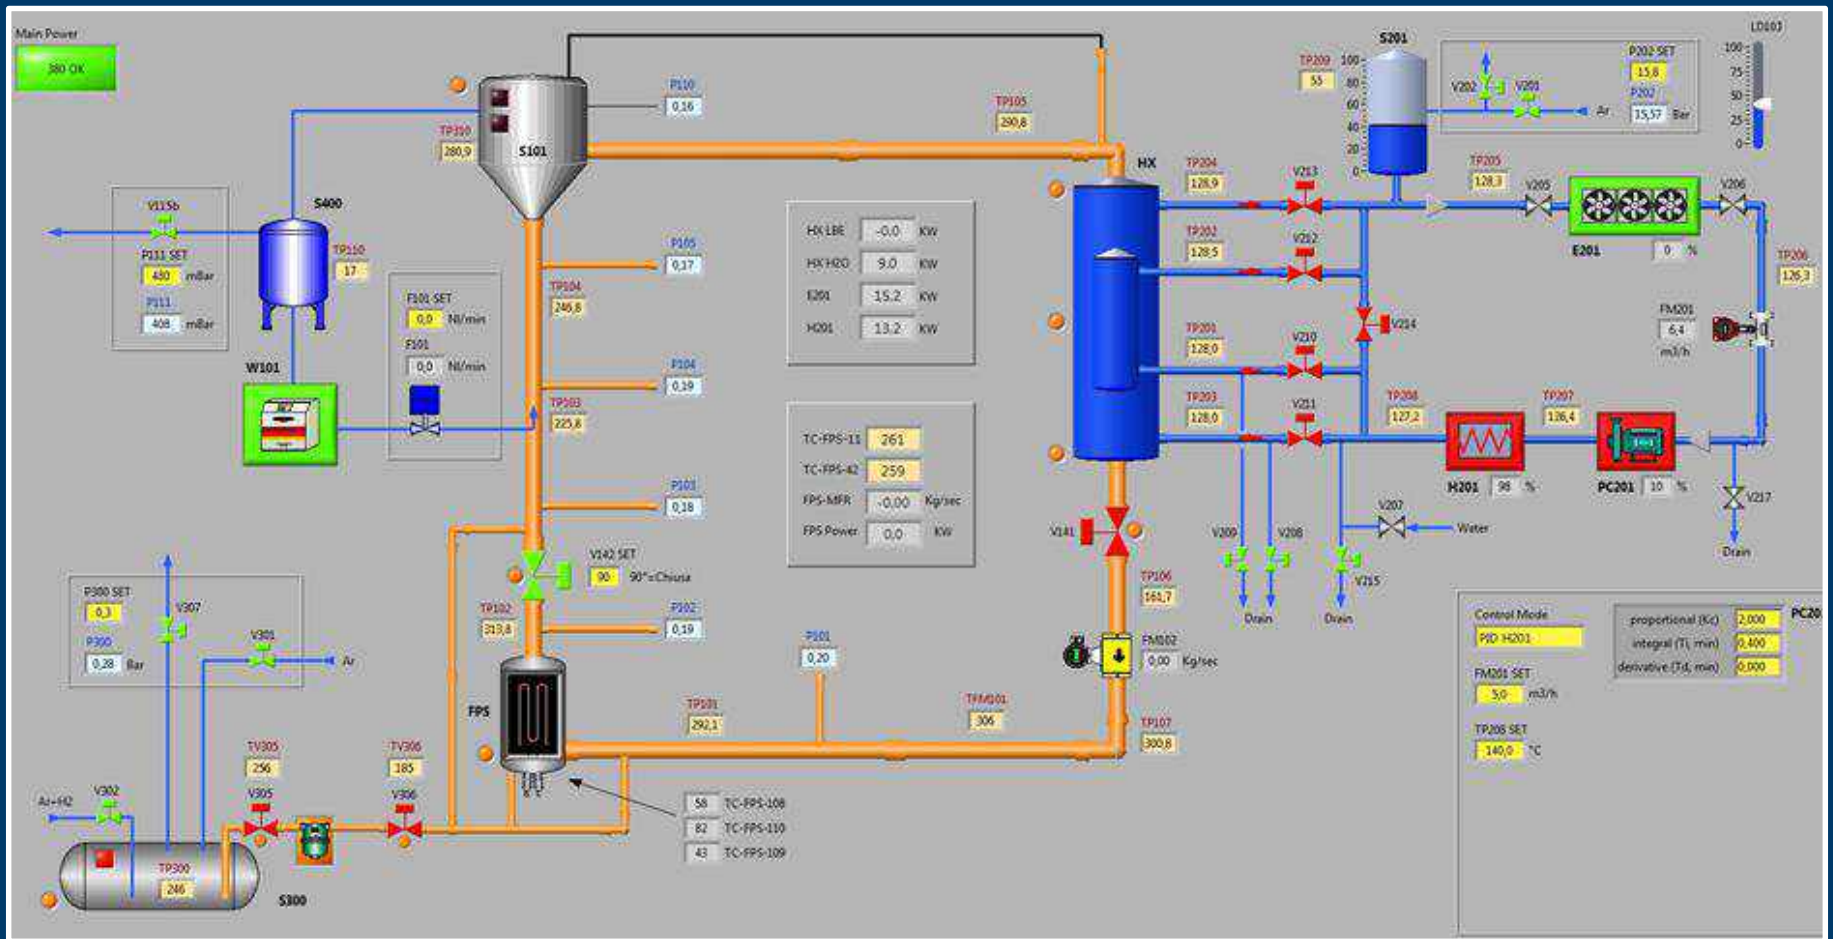 Main Power
380 OK
P110
0,16
TP310
280,9
S101
TP105
290,8
TP209
55
S201
100
80
60
40
20
0
V202
V201
Ar
P202 SET
15,8
P202
15,57 Bar
LD103
100
75
50
25
0
V115b
P111 SET
480 mBar
P111
408 mBar
S400
TP110
17
F101 SET
0,0 Nl/min
F101
0,0 Nl/min
W101
P105
0,17
TP104
246,8
P104
0,19
TP103
225,8
P103
0,18
HX LBE -0.0 KW
HX H2O 9.0 KW
E201 15.2 KW
H201 13.2 KW
TC-FPS-11 261
TC-FPS-42 259
FPS-MFR -0,00 Kg/sec
FPS Power 0,0 KW
HX
TP204
128,9
V213
TP202
128,5
V212
TP201
128,0
V210
TP203
128,0
V211
V214
TP205
128,3
V205
E201 0 %
V206
TP206
126,3
FM201
6,4
m3/h
TP208
127,2
TP207
126,4
H201 98 %
PC201 10 %
V217
Drain
V207
Water
V209
V208
V215
Drain
Drain
V141
TP106
161,7
FM102
0,00 Kg/sec
TP107
300,8
V142 SET
90 90°=Chiusa
TP102
313,8
P102
0,19
P101
0,20
FPS
TP101
292,1
TFM101
306
58 TC-FPS-108
82 TC-FPS-110
43 TC-FPS-109
P300 SET
0,3
P300
0,28 Bar
V307
V301
Ar
TV305
256
V305
TV306
185
V306
Ar+H2
V302
TP300
246
S300
Control Mode
PID H201
FM201 SET
5,0 m3/h
TP208 SET
140,0 °C
proportional (Kc) 2,000
integral (Ti, min) 0,400
derivative (Td, min) 0,000